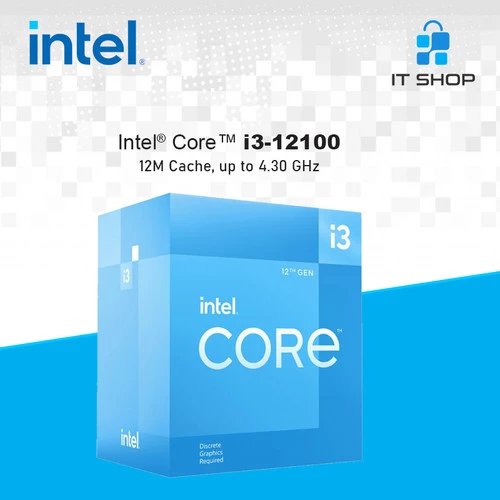 intel®
IT SHOP
Intel® Core™ i3-12100
12M Cache, up to 4.30 GHz
i3
12TH GEN
i3
intel.
CORE™
intel.
Discrete
Graphics
Required